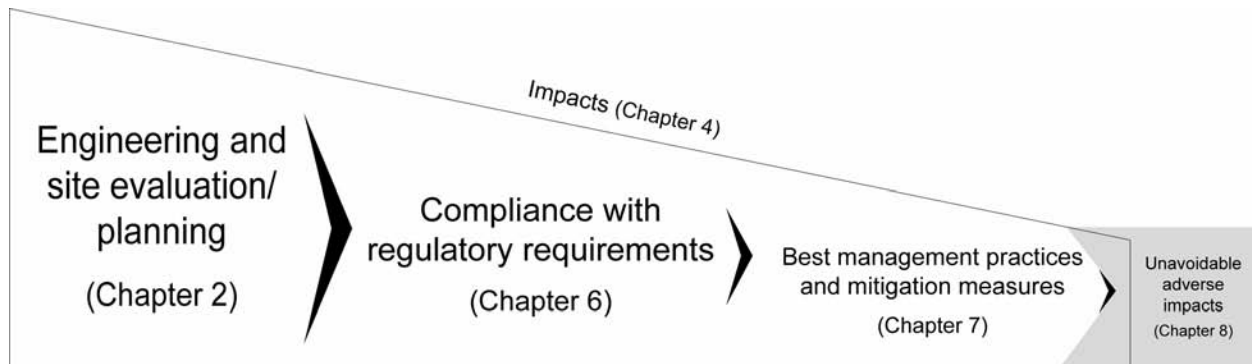 Impacts (Chapter 4)
Engineering and
site evaluation/
planning
(Chapter 2)
Compliance with
regulatory requirements
(Chapter 6)
Best management practices
and mitigation measures
(Chapter 7)
Unavoidable
adverse
impacts
(Chapter 8)